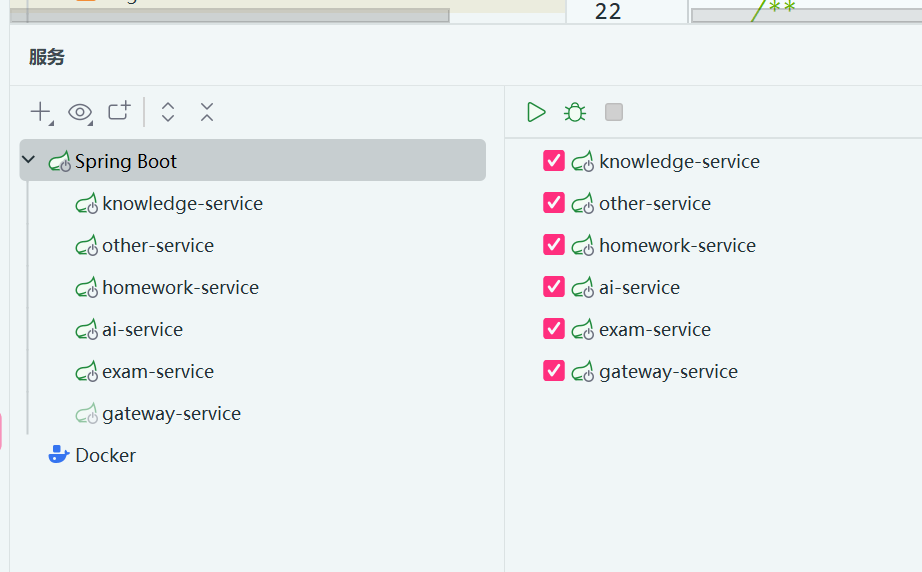 22
/**
服务
Spring Boot
knowledge-service
other-service
homework-service
ai-service
exam-service
gateway-service
Docker
knowledge-service
other-service
homework-service
ai-service
exam-service
gateway-service